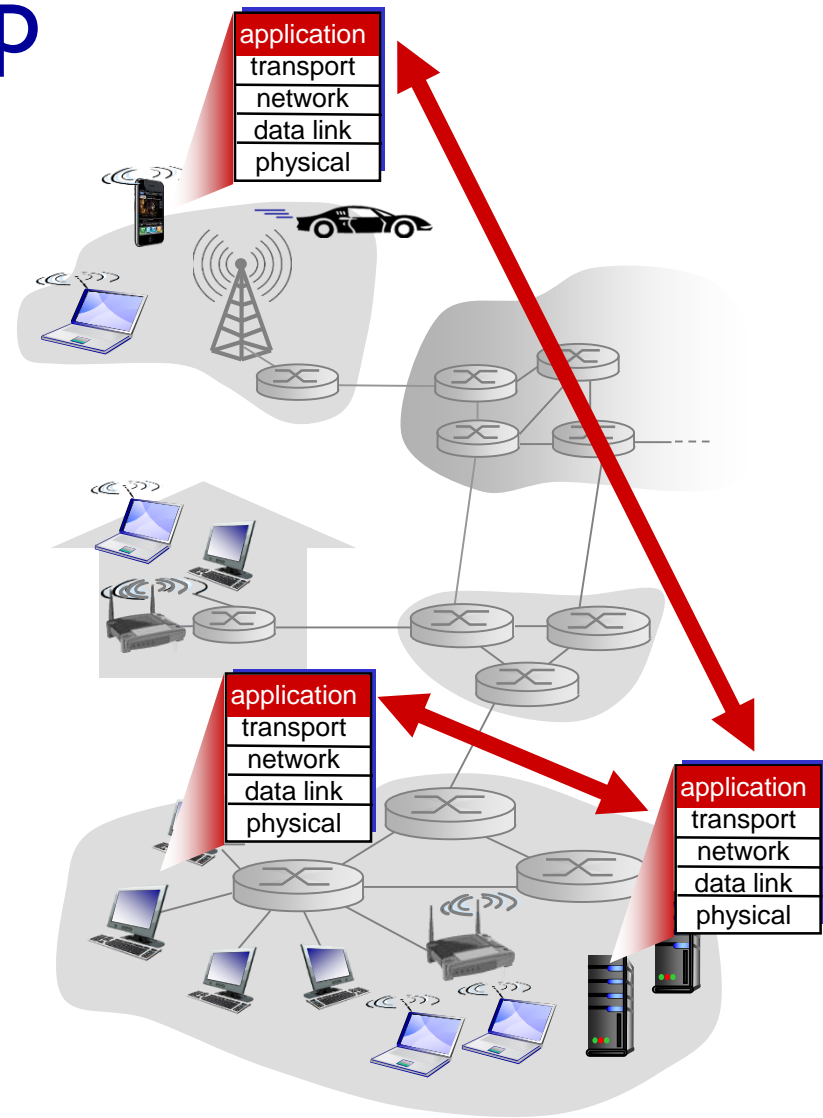 p
application
transport
network
data link
physical
application
transport
network
data link
physical
application
transport
network
data link
physical